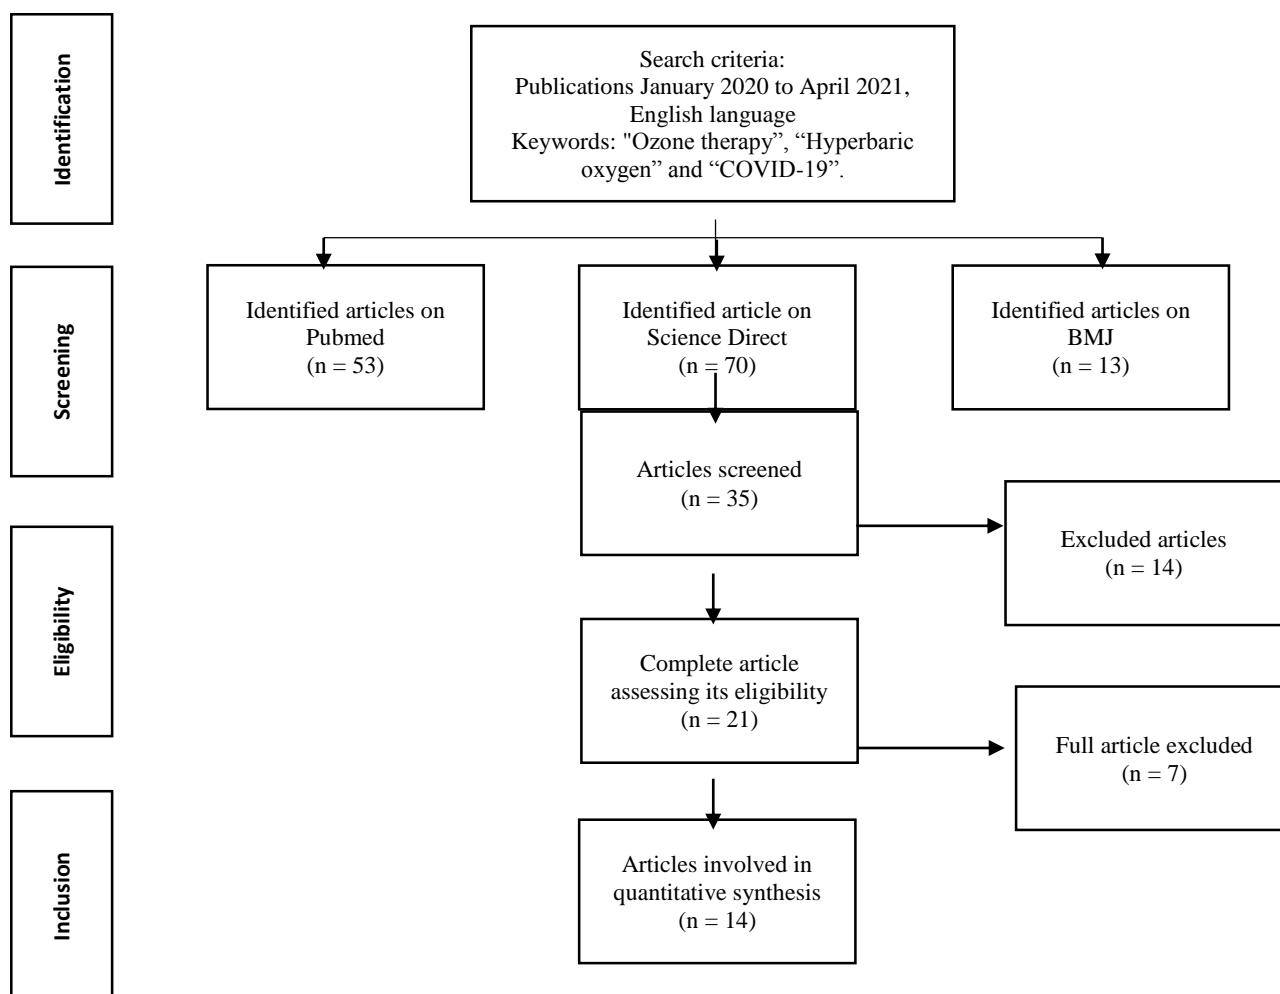 Identification
Search criteria:
Publications January 2020 to April 2021,
English language
Keywords: "Ozone therapy”, “Hyperbaric
oxygen” and “COVID-19”.
Screening
Identified articles on
Pubmed
(n = 53)
Identified article on
Science Direct
(n = 70)
Identified articles on
BMJ
(n = 13)
Articles screened
(n = 35)
Excluded articles
(n = 14)
Eligibility
Complete article
assessing its eligibility
(n = 21)
Full article excluded
(n = 7)
Inclusion
Articles involved in
quantitative synthesis
(n = 14)